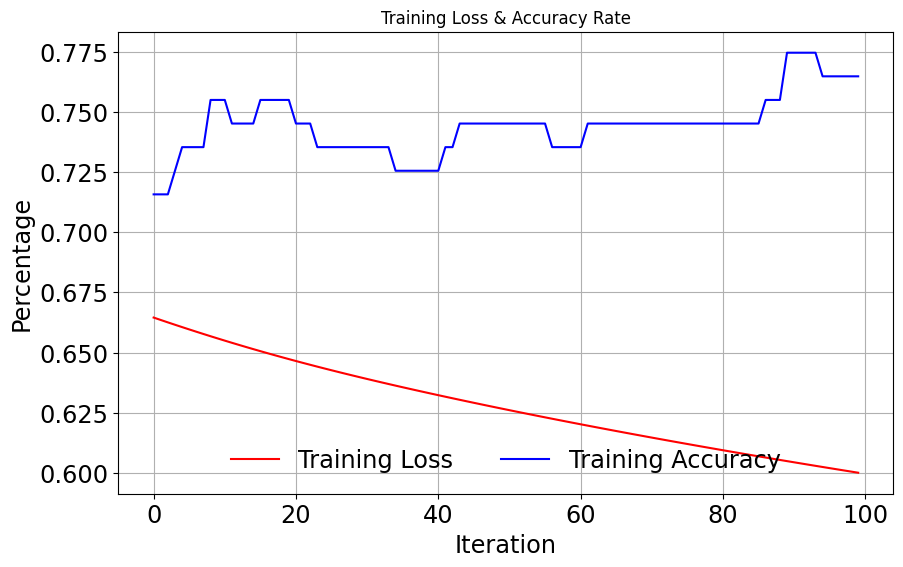 Training Loss & Accuracy Rate
0.775
0.750
0.725
0.700
0.675
0.650
0.625
0.600
Percentage
Training Loss
Training Accuracy
0
20
40
60
80
100
Iteration